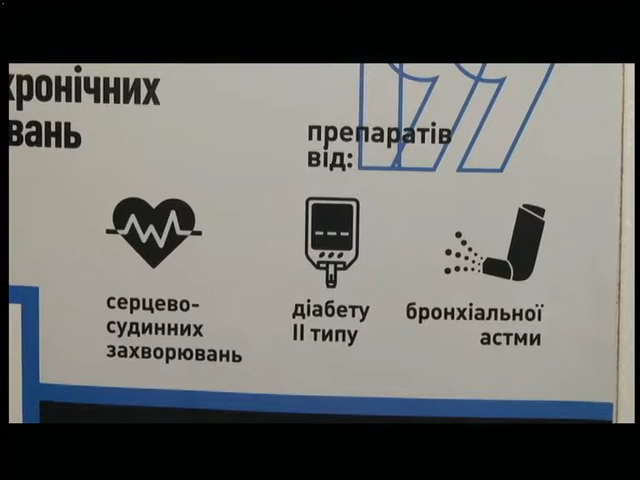 хронічних
вань
препаратів
від:
серцево-
судинних
захворювань
діабету
ІІ типу
бронхіальної
астми